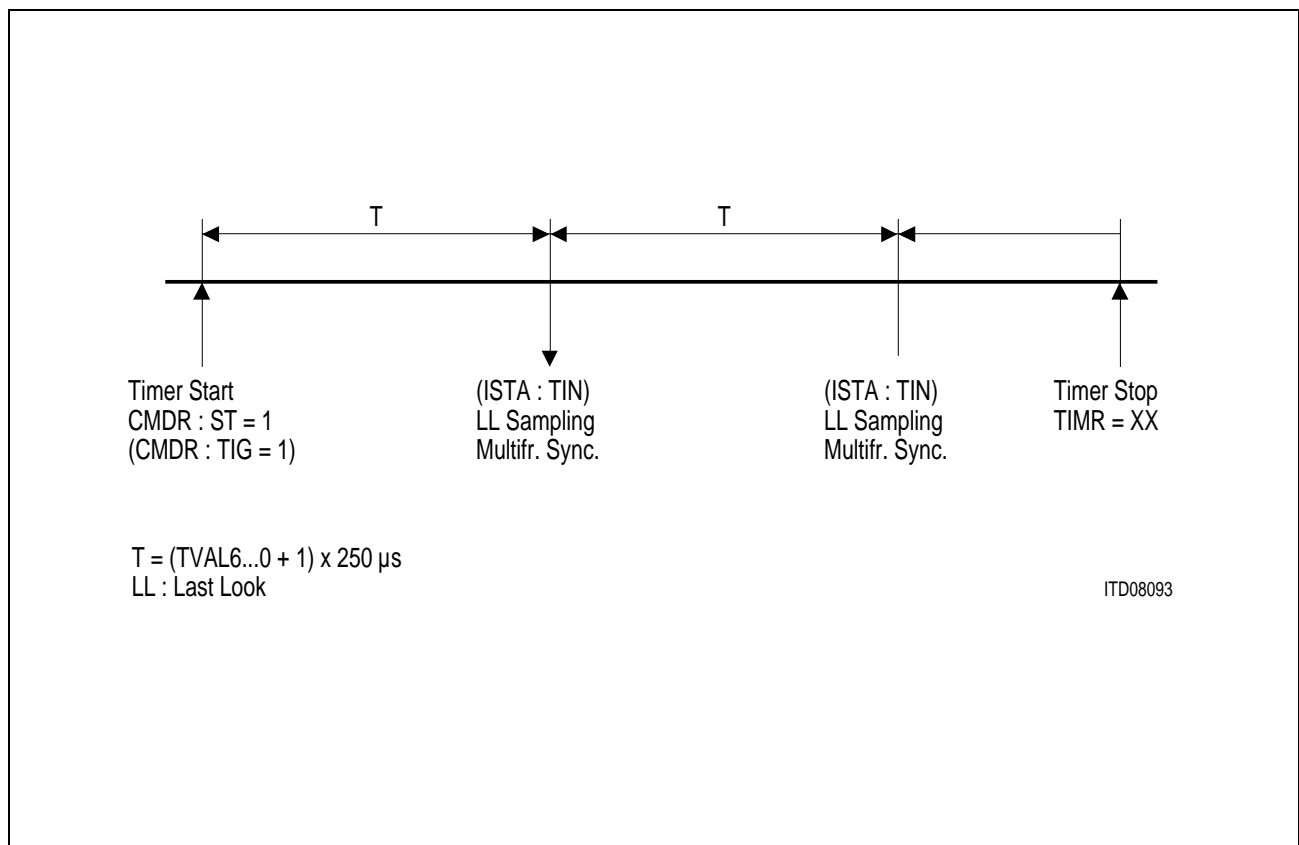 T
T
Timer Start
CMDR : ST = 1
(CMDR : TIG = 1)
(ISTA : TIN)
LL Sampling
Multifr. Sync.
(ISTA : TIN)
LL Sampling
Multifr. Sync.
Timer Stop
TIMR = XX
T = (TVAL6...0 + 1) x 250 µs
LL : Last Look
ITD08093